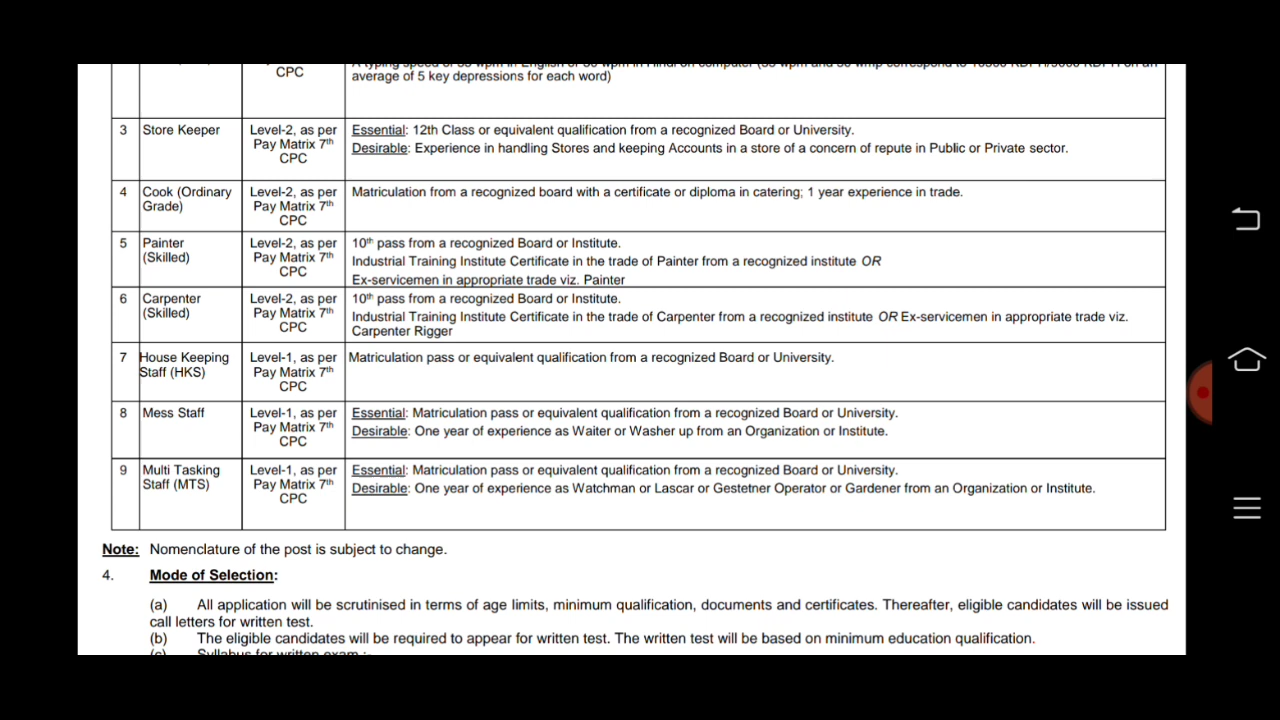 CPC
average of 5 key depressions for each word)
3 Store Keeper Level-2, as per Essential: 12th Class or equivalent qualification from a recognized Board or University.
Pay Matrix 7th Desirable: Experience in handling Stores and keeping Accounts in a store of a concern of repute in Public or Private sector.
CPC
4 Cook (Ordinary Level-2, as per Matriculation from a recognized board with a certificate or diploma in catering; 1 year experience in trade.
Grade) Pay Matrix 7th
CPC
5 Painter Level-2, as per 10th pass from a recognized Board or Institute.
(Skilled) Pay Matrix 7th Industrial Training Institute Certificate in the trade of Painter from a recognized institute OR
CPC Ex-servicemen in appropriate trade viz. Painter
6 Carpenter Level-2, as per 10th pass from a recognized Board or Institute.
(Skilled) Pay Matrix 7th Industrial Training Institute Certificate in the trade of Carpenter from a recognized institute OR Ex-servicemen in appropriate trade viz.
CPC Carpenter Rigger
7 House Keeping Level-1, as per Matriculation pass or equivalent qualification from a recognized Board or University.
Staff (HKS) Pay Matrix 7th
CPC
8 Mess Staff Level-1, as per Essential: Matriculation pass or equivalent qualification from a recognized Board or University.
Pay Matrix 7th Desirable: One year of experience as Waiter or Washer up from an Organization or Institute.
CPC
9 Multi Tasking Level-1, as per Essential: Matriculation pass or equivalent qualification from a recognized Board or University.
Staff (MTS) Pay Matrix 7th Desirable: One year of experience as Watchman or Lascar or Gestetner Operator or Gardener from an Organization or Institute.
CPC
Note: Nomenclature of the post is subject to change.
4. Mode of Selection:
(a) All application will be scrutinised in terms of age limits, minimum qualification, documents and certificates. Thereafter, eligible candidates will be issued
call letters for written test.
(b) The eligible candidates will be required to appear for written test. The written test will be based on minimum education qualification.
(c) Syllabus for written exam :-